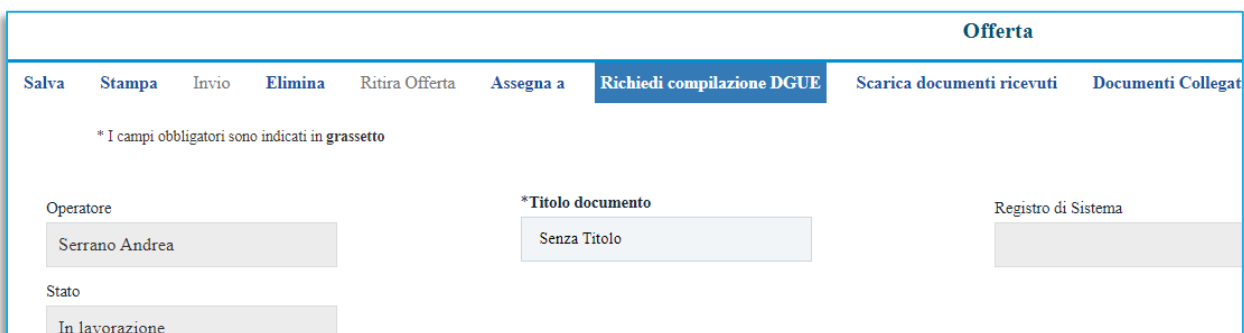 Offerta
Salva Stampa Invio Elimina Ritira Offerta Assegna a Richiedi compilazione DGUE Scarica documenti ricevuti Documenti Collegat
* I campi obbligatori sono indicati in grassetto
Operatore *Titolo documento Registro di Sistema
Serrano Andrea Senza Titolo
Stato
In lavorazione